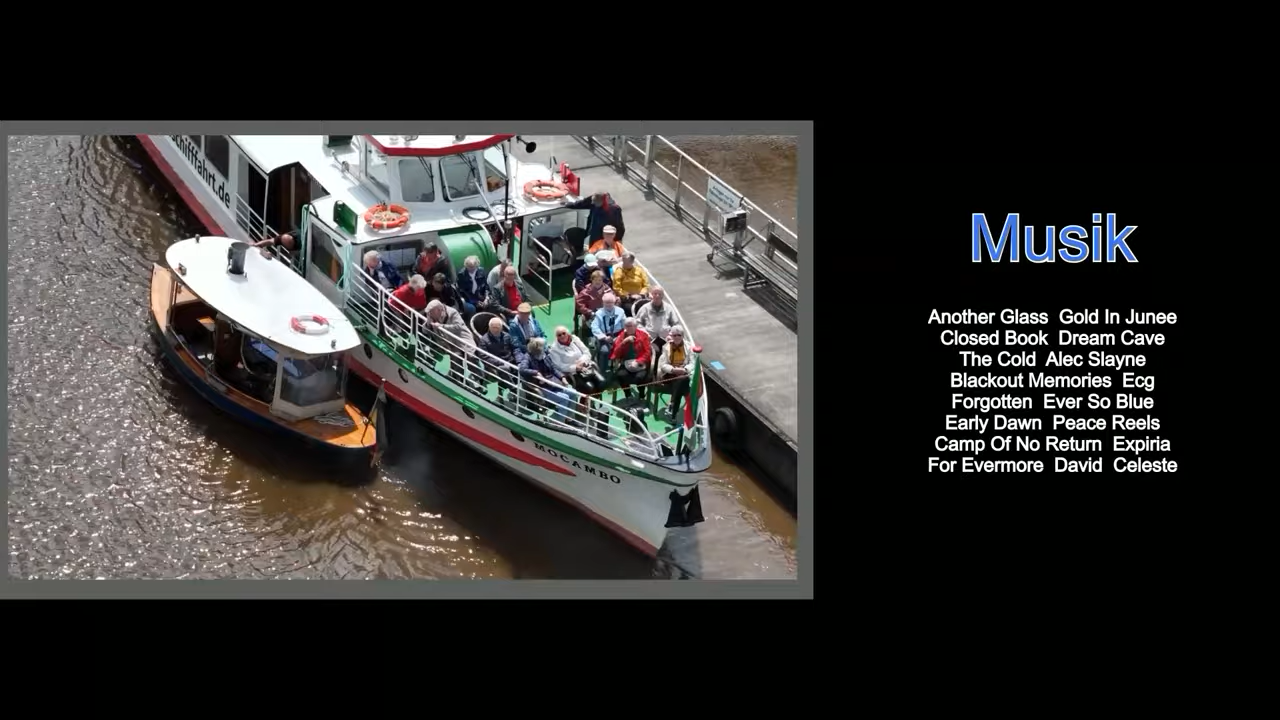 schifffahrt.de
MOCAMBO
Musik
Another Glass Gold In Junee
Closed Book Dream Cave
The Cold Alec Slayne
Blackout Memories Ecg
Forgotten Ever So Blue
Early Dawn Peace Reels
Camp Of No Return Expiria
For Evermore David Celeste